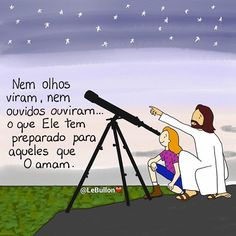 Nem olhos
viram, nem
ouvidos ouviram...
o que Ele tem
preparado para
aqueles que
O amam.
@LeBullon